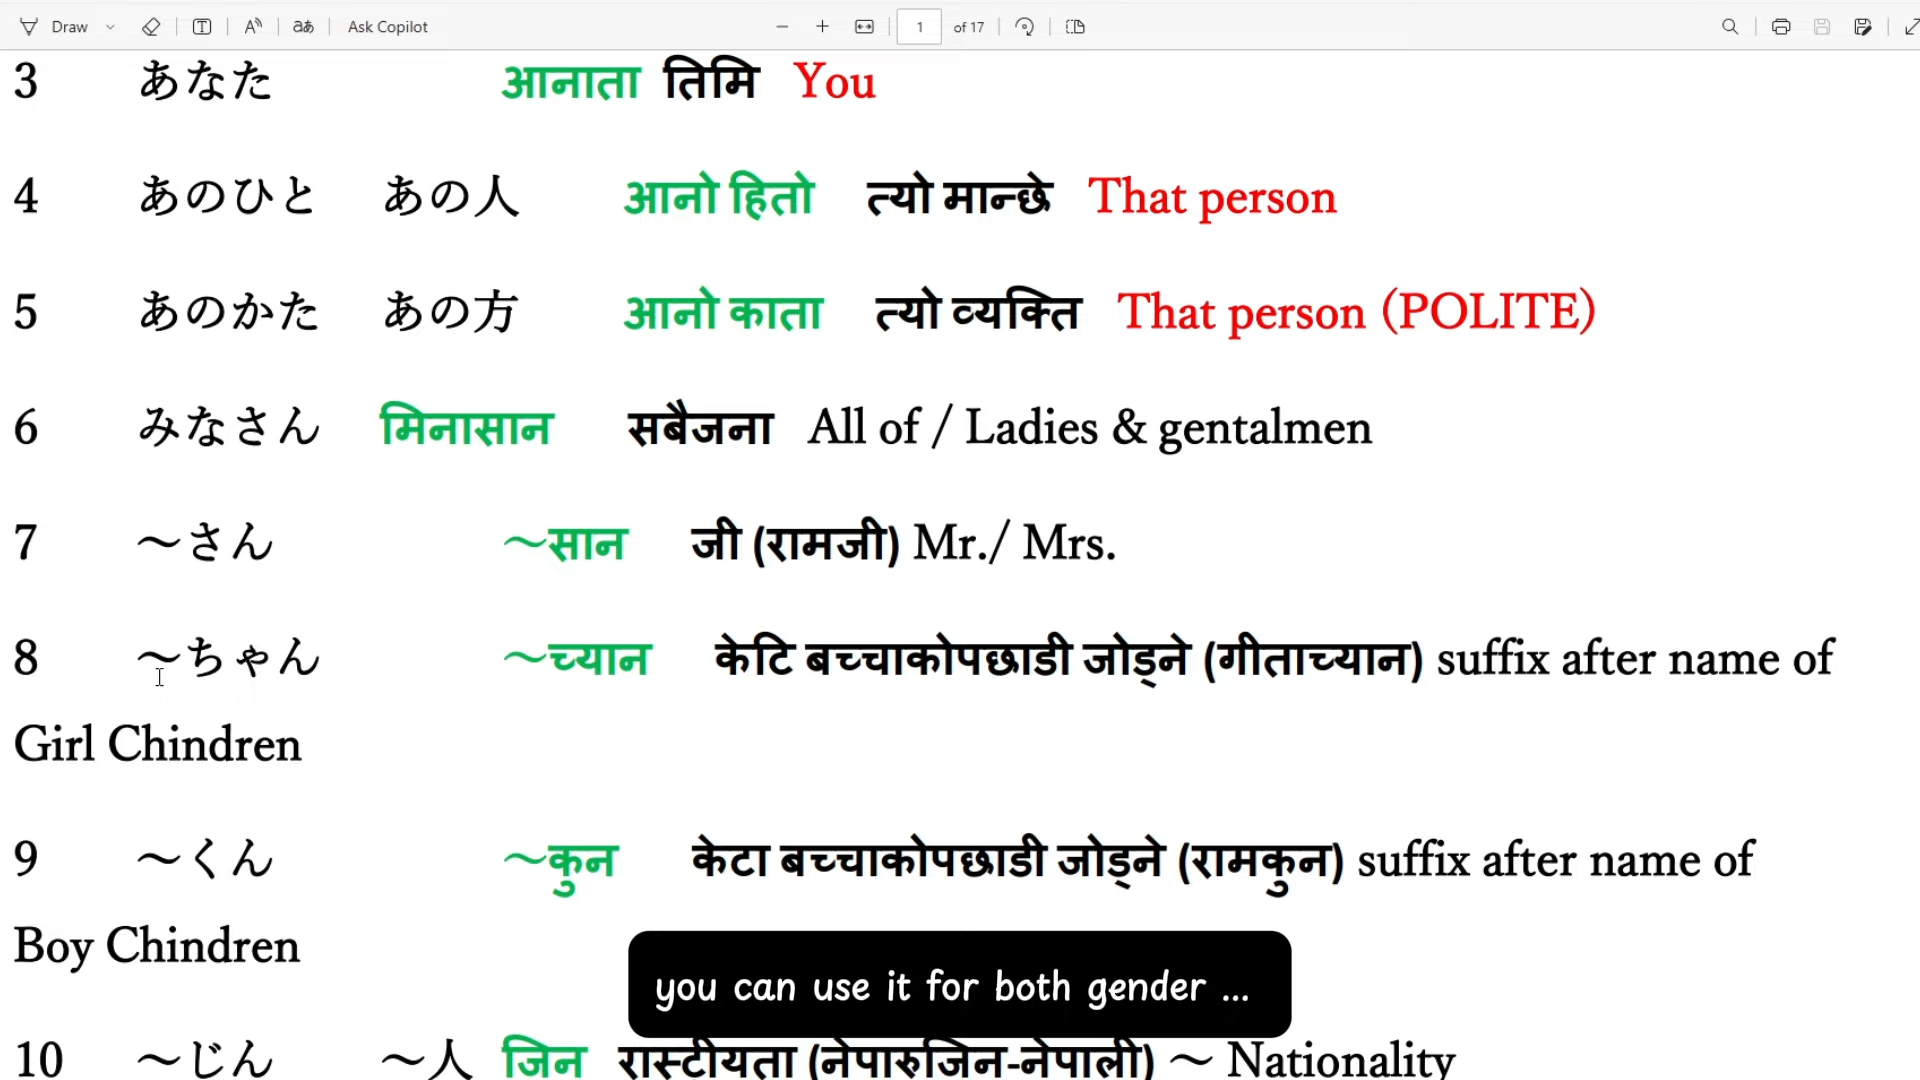 Draw aあ Ask Copilot 1 of 17
3 あなた आनाता तिमि You
4 あのひと あの人 आनो हितो त्यो मान्छे That person
5 あのかた あの方 आनो काता त्यो व्यक्ति That person (POLITE)
6 みなさん मिनासान सबैजना All of / Ladies & gentalmen
7 ～さん ～सान जी (रामजी) Mr./ Mrs.
8 ～ちゃん ～च्यान केटि बच्चाकोपछाडी जोड्ने (गीताच्यान) suffix after name of
Girl Chindren
9 ～くん ～कुन केटा बच्चाकोपछाडी जोड्ने (रामकुन) suffix after name of
Boy Chindren
you can use it for both gender ...
10 ～じん ～人 जिन रास्टीयता (नेपारुजिन-नेपाली) ～ Nationality